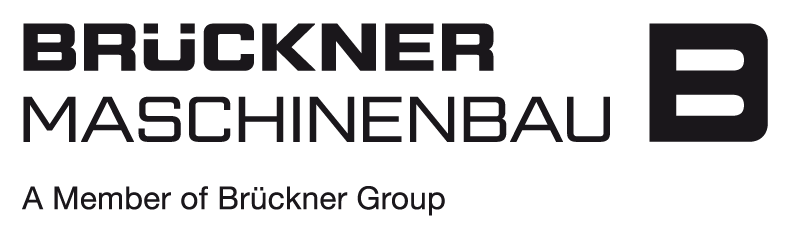 BRÜCKNER
MASCHINENBAU
B
A Member of Brückner Group